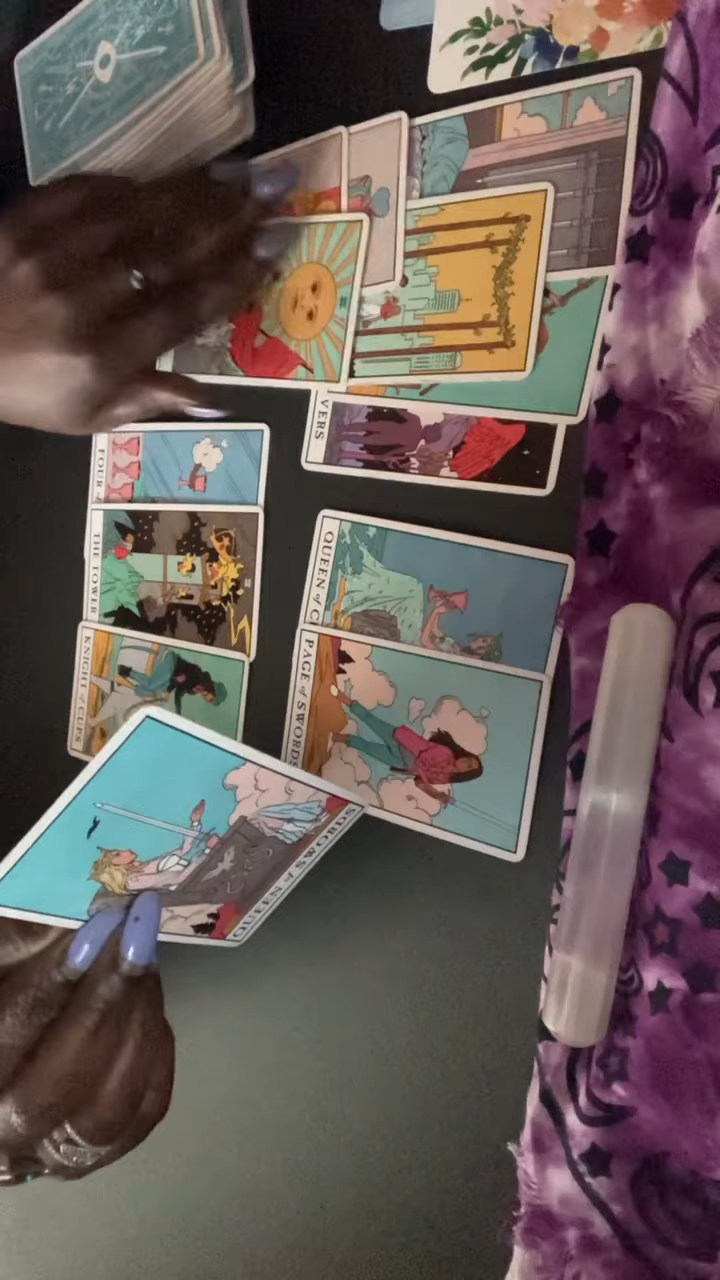 VERS
FOUR
THE TOWER
KNIGHT of CUPS
QUEEN of C
PAGE of SWORDS
QUEEN of SWORDS